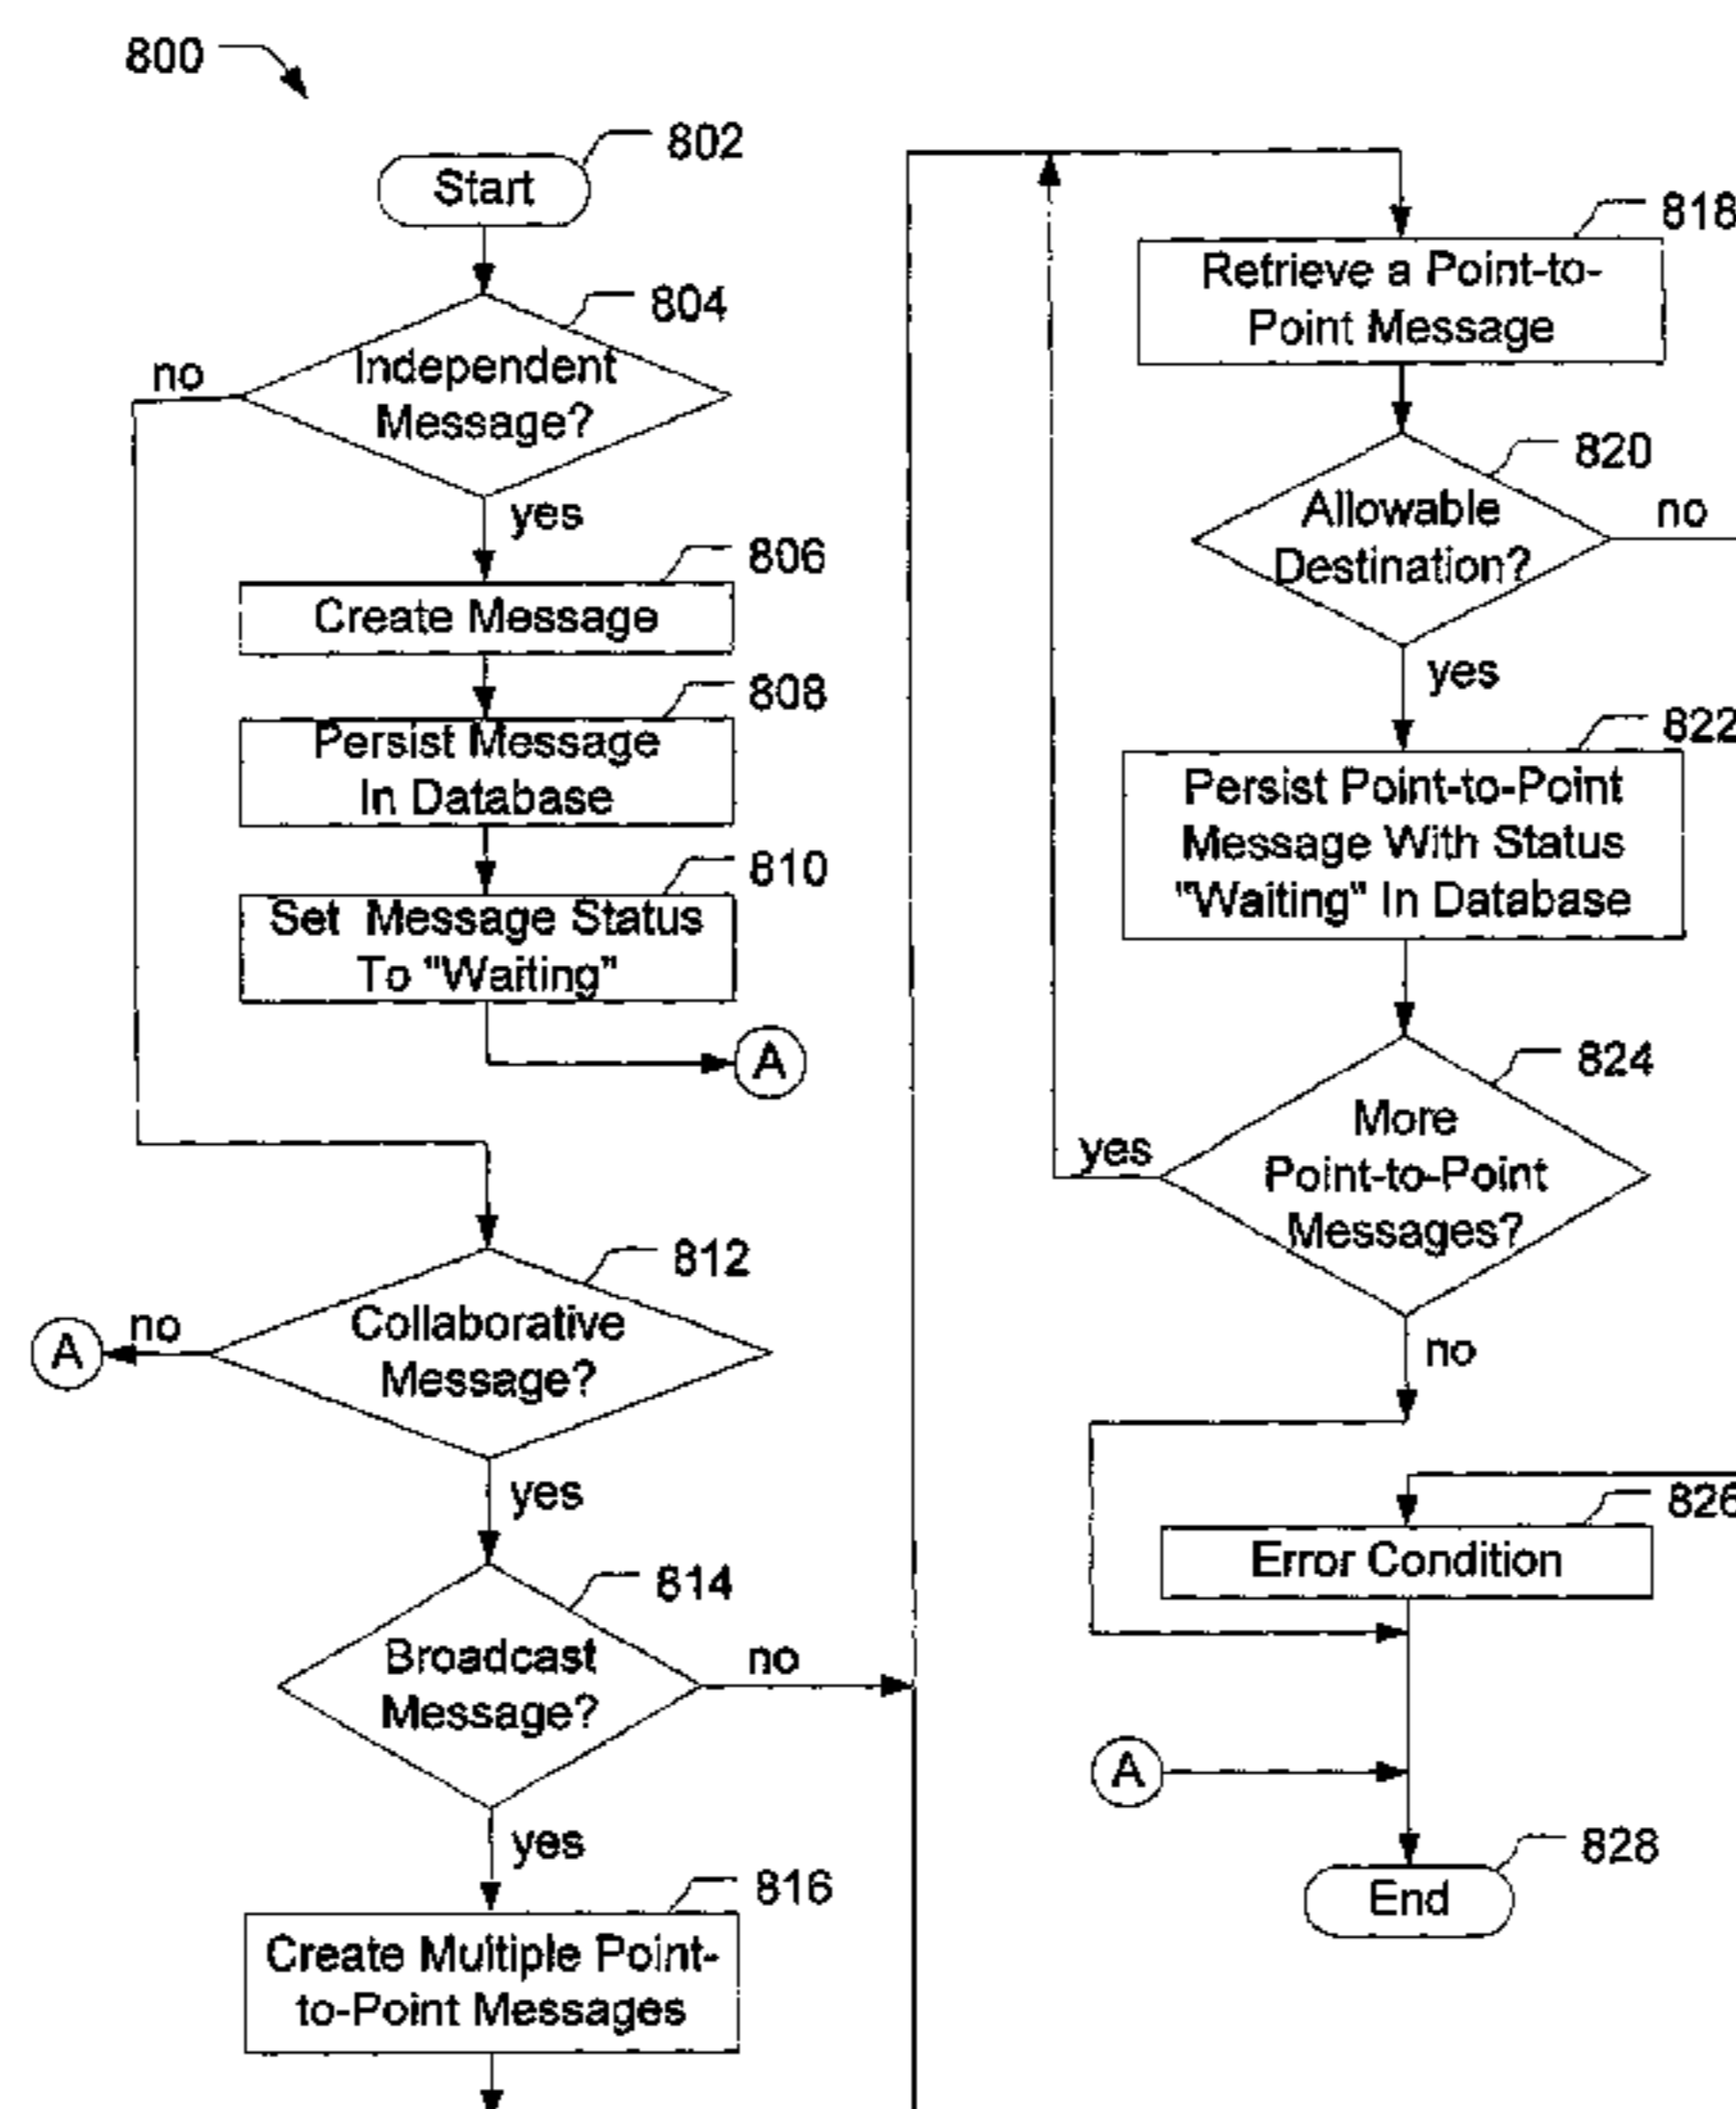 800
802
Start
804
Independent
Message?
no
yes
806
Create Message
808
Persist Message
In Database
810
Set Message Status
To "Waiting"
A
812
Collaborative
Message?
no
A
yes
814
Broadcast
Message?
no
yes
816
Create Multiple Point-
to-Point Messages
818
Retrieve a Point-to-
Point Message
820
Allowable
Destination?
no
yes
822
Persist Point-to-Point
Message With Status
"Waiting" In Database
824
More
Point-to-Point
Messages?
yes
no
826
Error Condition
A
828
End